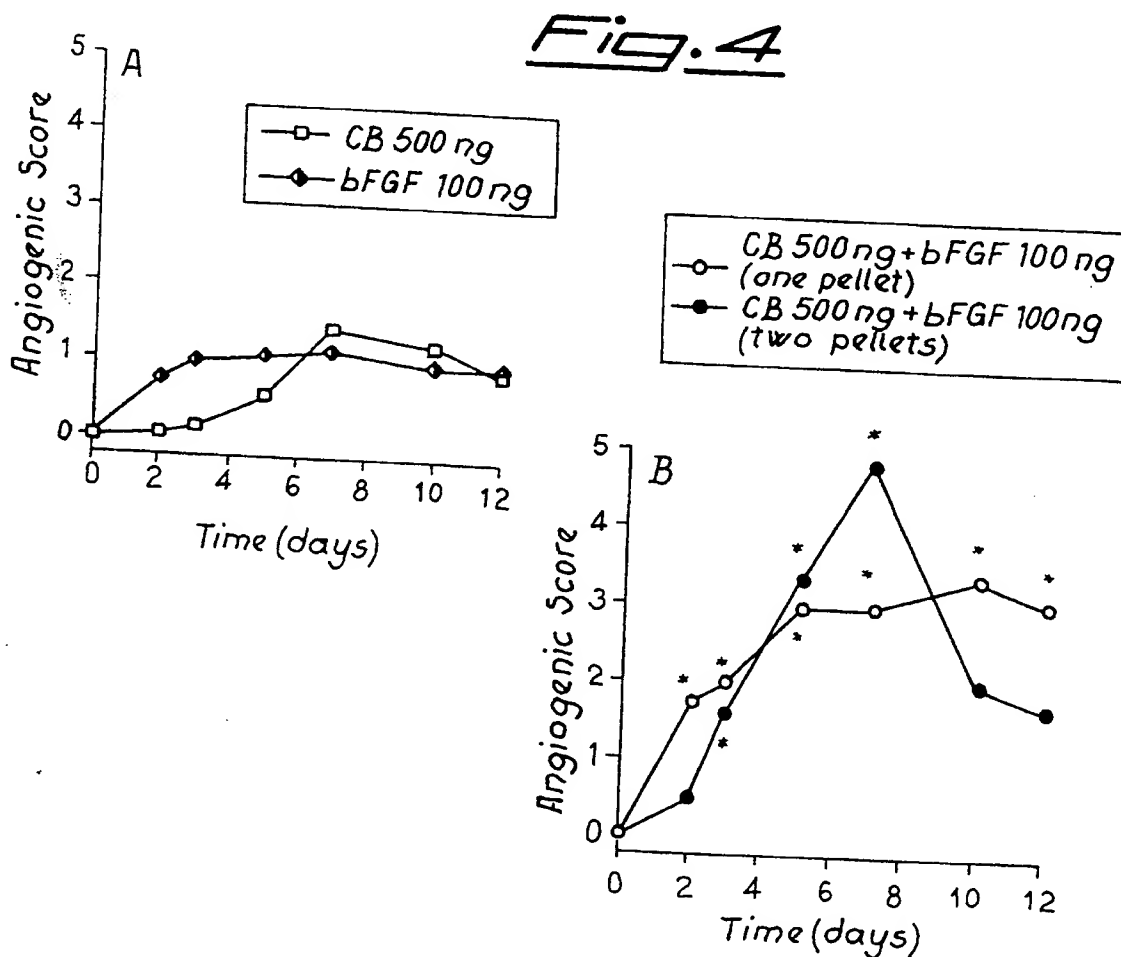 Fig.4
A
5
4
3
2
1
0
Angiogenic Score
CB 500 ng
bFGF 100 ng
0 2 4 6 8 10 12
Time (days)
CB 500 ng + bFGF 100 ng
(one pellet)
CB 500 ng + bFGF 100 ng
(two pellets)
B
5
4
3
2
1
0
Angiogenic Score
* * * * * * * * * *
0 2 4 6 8 10 12
Time (days)